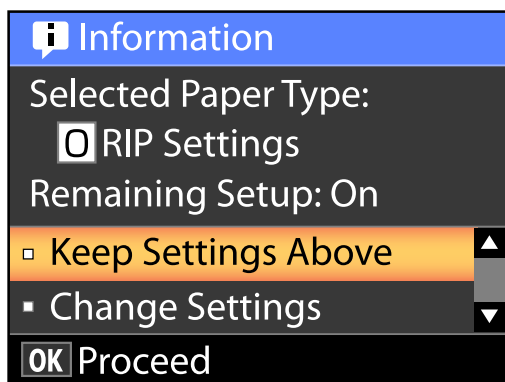 Information
Selected Paper Type:
0 RIP Settings
Remaining Setup: On
Keep Settings Above
Change Settings
OK Proceed